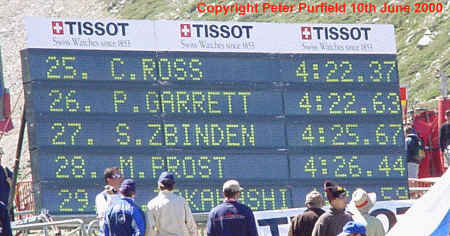 Copyright Peter Purfield 10th June 2000
TISSOT TISSOT TISSOT
Swiss Watches since 1853 Swiss Watches since 1853 Swiss Watches since 1853
25. C.ROSS 4:22.37
26. P.GARRETT 4:22.63
27. S.ZBINDEN 4:25.67
28. M.PROST 4:26.44
29.